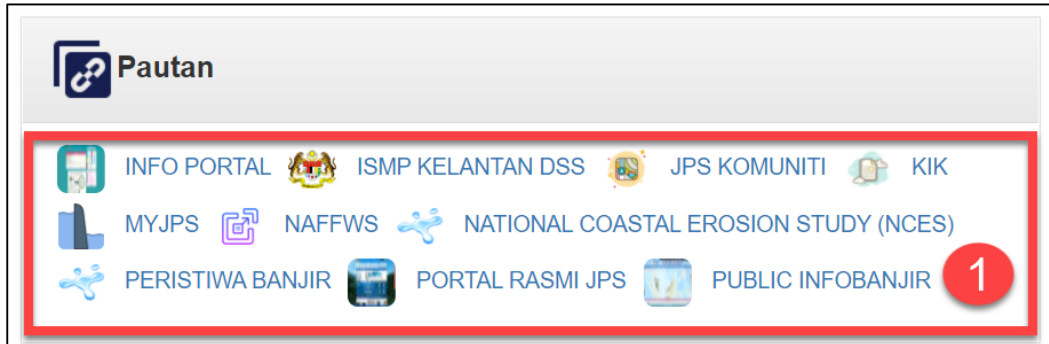 Pautan
INFO PORTAL ISMP KELANTAN DSS JPS KOMUNITI KIK
MYJPS NAFFWS NATIONAL COASTAL EROSION STUDY (NCES)
PERISTIWA BANJIR PORTAL RASMI JPS PUBLIC INFOBANJIR 1